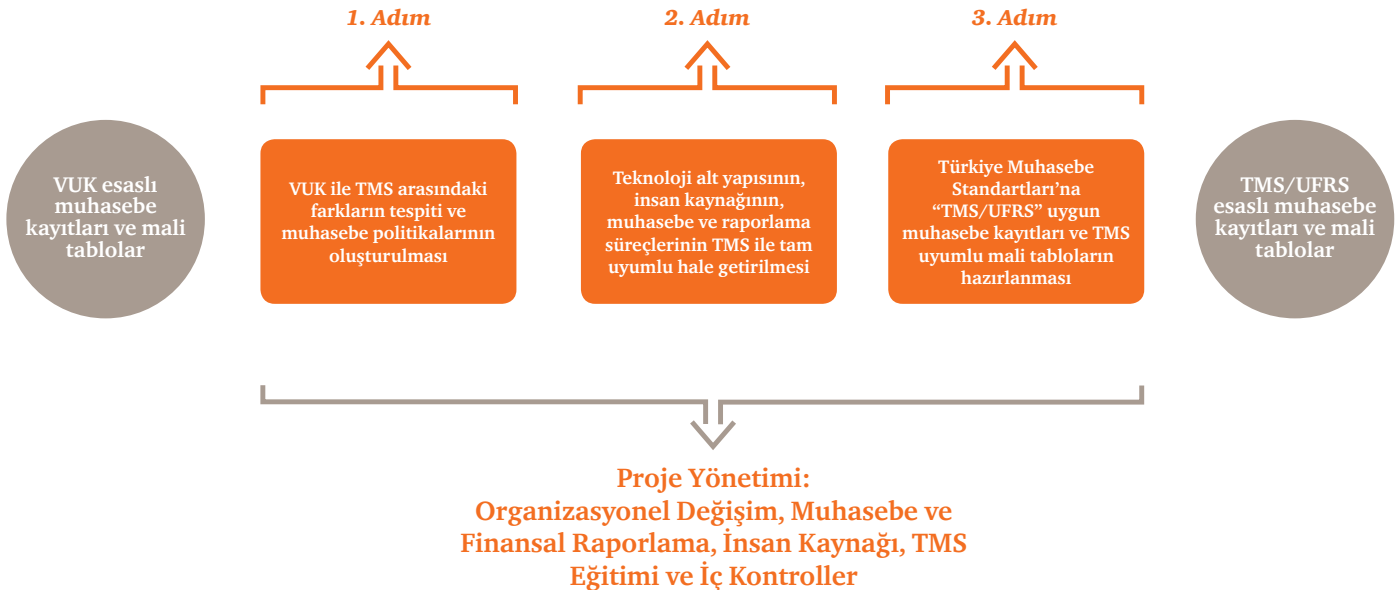 1. Adım
2. Adım
3. Adım
VUK esaslı
muhasebe
kayıtları ve mali
tablolar
VUK ile TMS arasındaki
farkların tespiti ve
muhasebe politikalarının
oluşturulması
Teknoloji alt yapısının,
insan kaynağının,
muhasebe ve raporlama
süreçlerinin TMS ile tam
uyumlu hale getirilmesi
Türkiye Muhasebe
Standartları’na
“TMS/UFRS” uygun
muhasebe kayıtları ve TMS
uyumlu mali tabloların
hazırlanması
TMS/UFRS
esaslı muhasebe
kayıtları ve mali
tablolar
Proje Yönetimi:
Organizasyonel Değişim, Muhasebe ve
Finansal Raporlama, İnsan Kaynağı, TMS
Eğitimi ve İç Kontroller